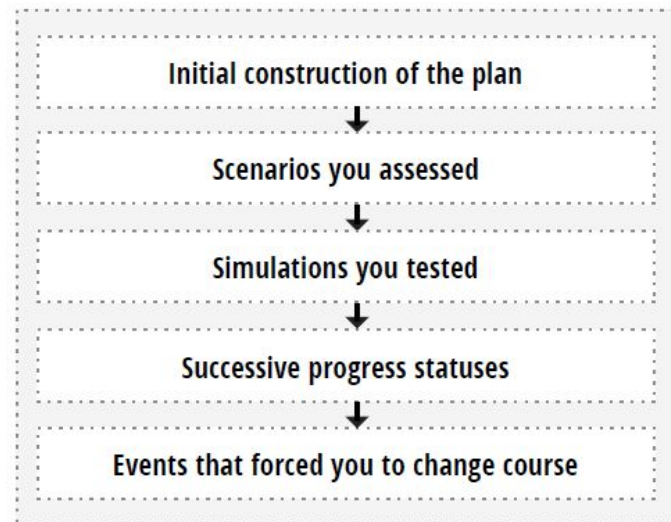 Initial construction of the plan
Scenarios you assessed
Simulations you tested
Successive progress statuses
Events that forced you to change course